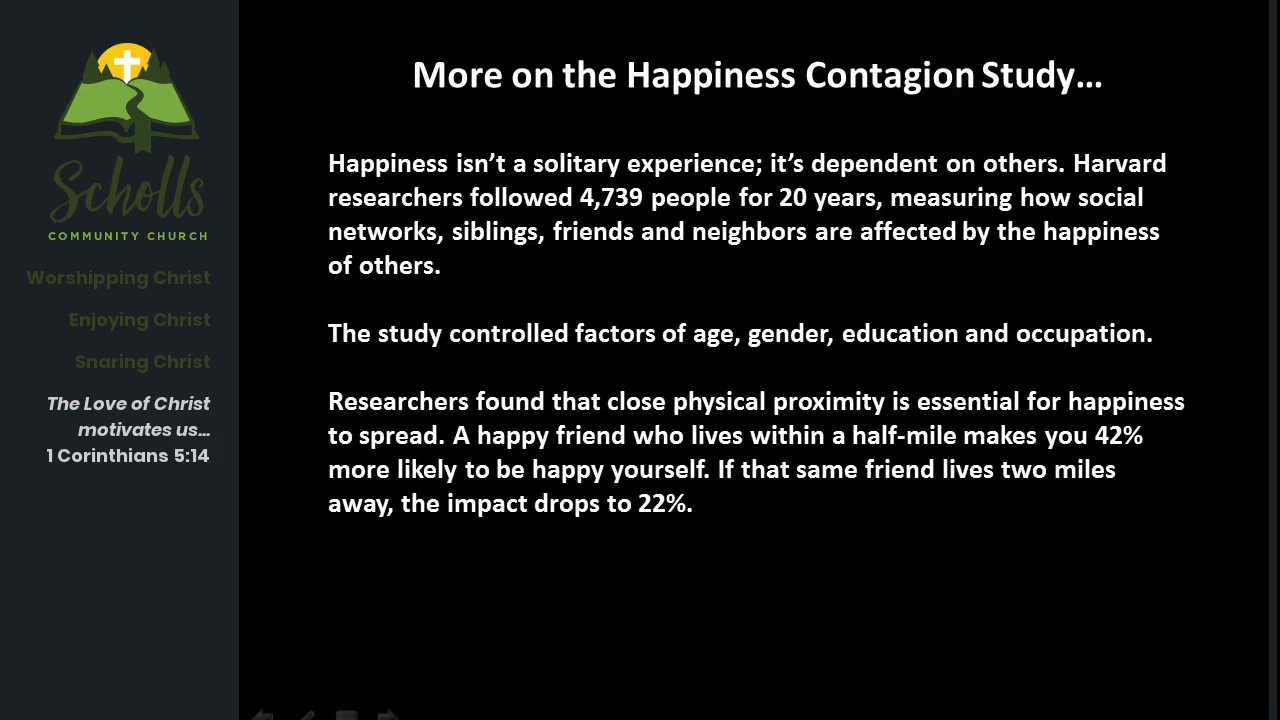 Scholls
COMMUNITY CHURCH
Worshipping Christ
Enjoying Christ
Snaring Christ
The Love of Christ
motivates us...
1 Corinthians 5:14
More on the Happiness Contagion Study…
Happiness isn’t a solitary experience; it’s dependent on others. Harvard
researchers followed 4,739 people for 20 years, measuring how social
networks, siblings, friends and neighbors are affected by the happiness
of others.
The study controlled factors of age, gender, education and occupation.
Researchers found that close physical proximity is essential for happiness
to spread. A happy friend who lives within a half-mile makes you 42%
more likely to be happy yourself. If that same friend lives two miles
away, the impact drops to 22%.